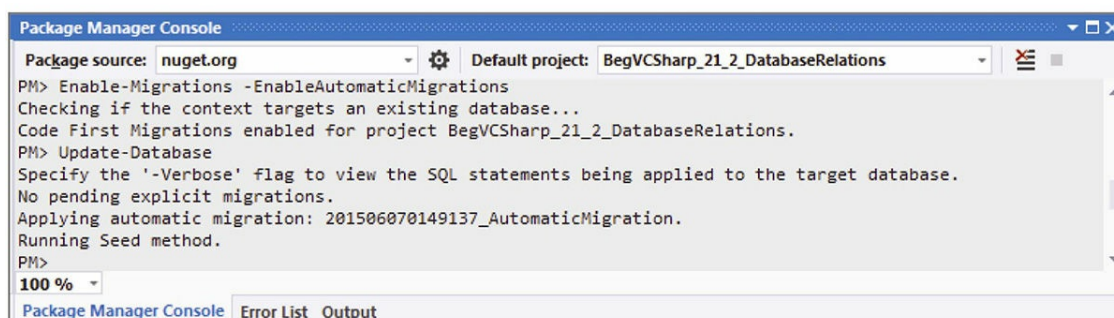 Package Manager Console
Package source: nuget.org Default project: BegVCSharp_21_2_DatabaseRelations
PM> Enable-Migrations -EnableAutomaticMigrations
Checking if the context targets an existing database...
Code First Migrations enabled for project BegVCSharp_21_2_DatabaseRelations.
PM> Update-Database
Specify the '-Verbose' flag to view the SQL statements being applied to the target database.
No pending explicit migrations.
Applying automatic migration: 201506070149137_AutomaticMigration.
Running Seed method.
PM>
100 %
Package Manager Console Error List Output